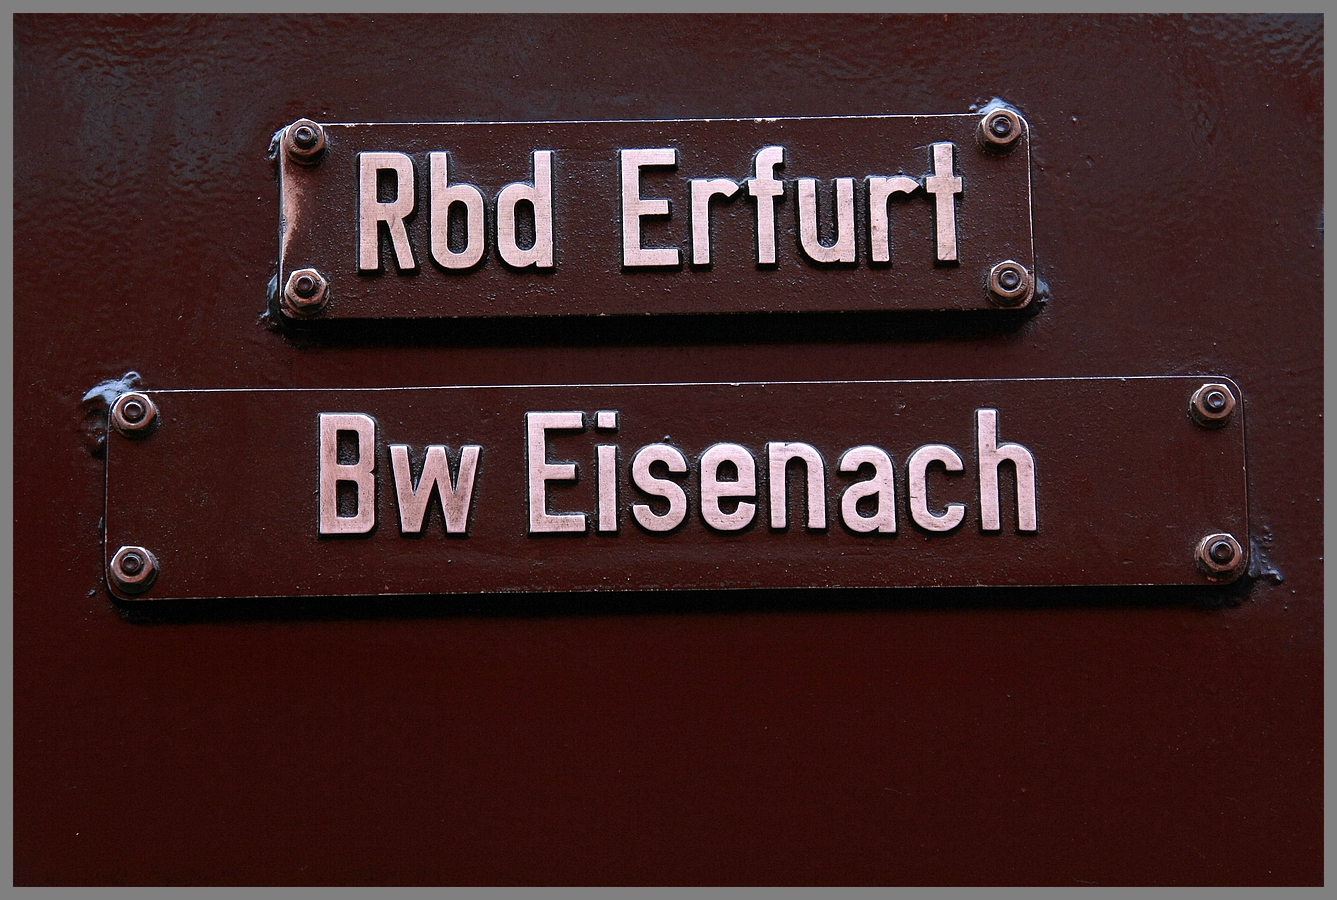 Rbd Erfurt
Bw Eisenach